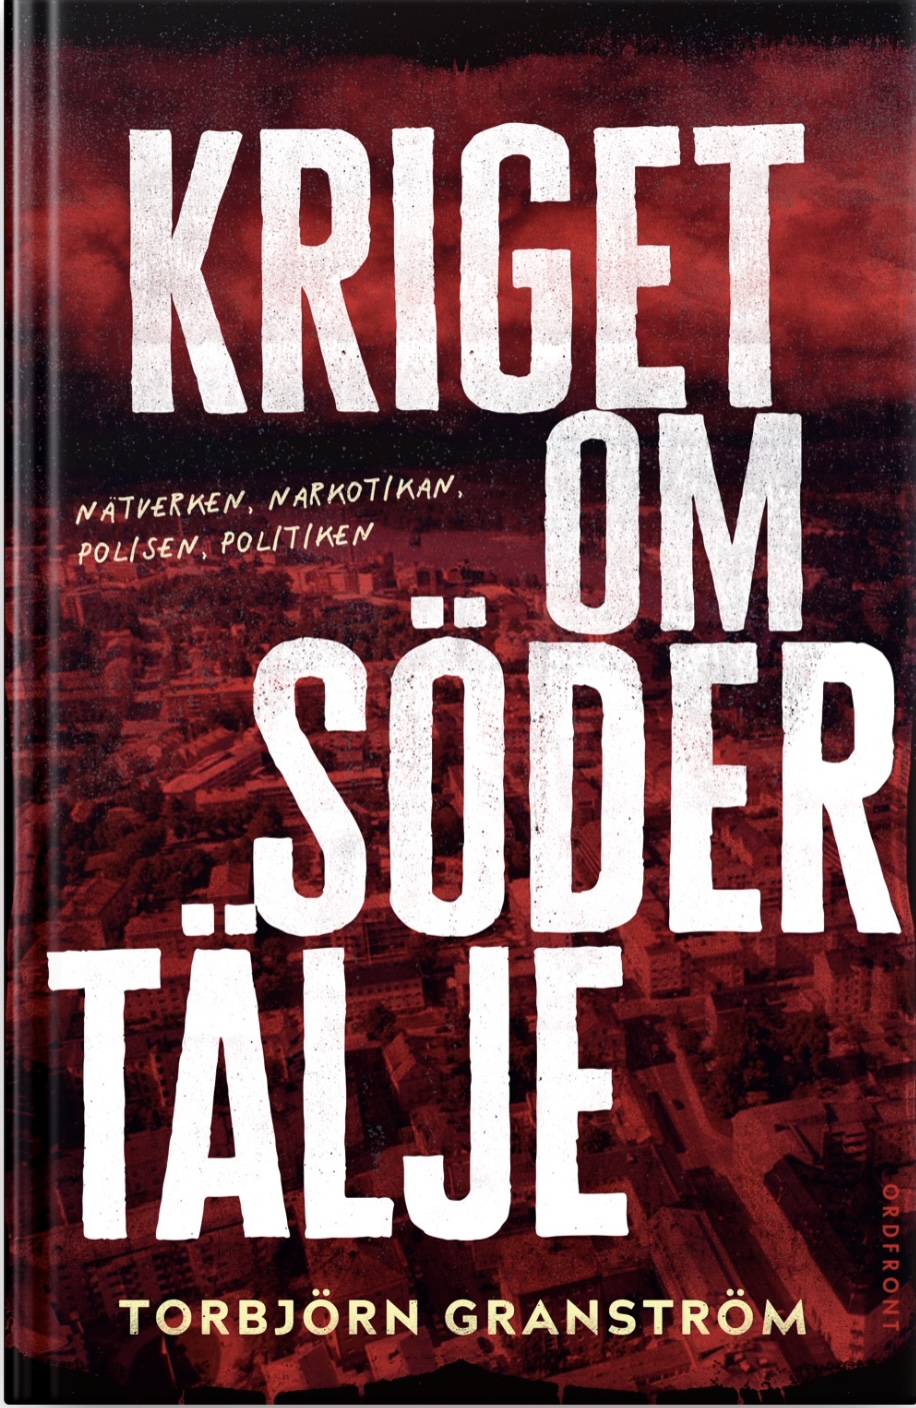 KRIGET
OM
NÄTVERKEN, NARKOTIKAN,
POLISEN, POLITIKEN
SÖDER
TÄLJE
TORBJÖRN GRANSTRÖM
ORDFRONT